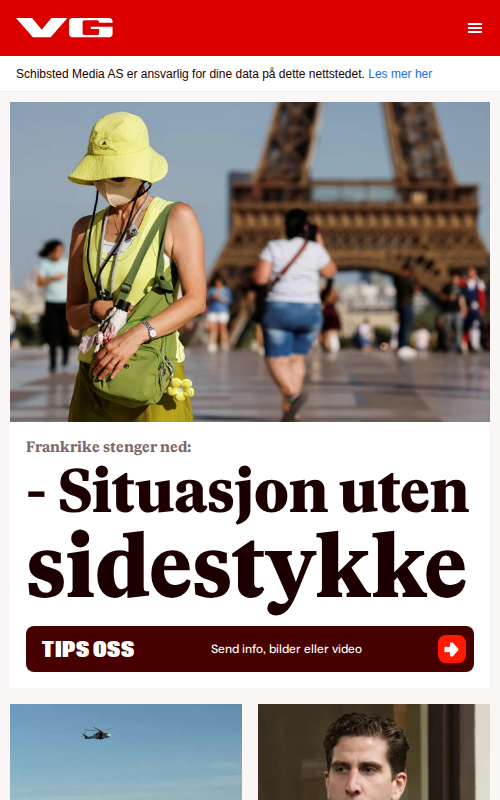 VG
Schibsted Media AS er ansvarlig for dine data på dette nettstedet. Les mer her
Frankrike stenger ned:
- Situasjon uten
sidestykke
TIPS OSS
Send info, bilder eller video